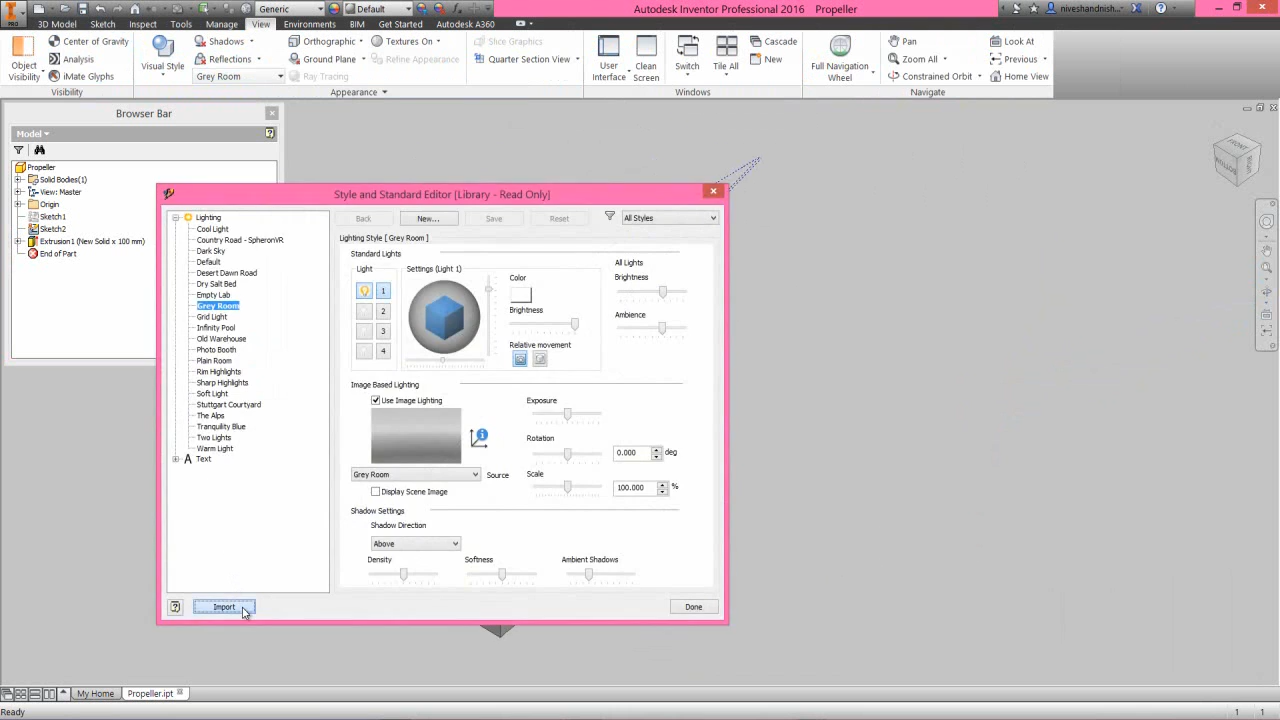 Generic
Default
Autodesk Inventor Professional 2016 Propeller
niveshandnish...
PRO
3D Model
Sketch
Inspect
Tools
Manage
View
Environments
BIM
Get Started
Autodesk A360
Object
Visibility
Center of Gravity
Analysis
iMate Glyphs
Visibility
Visual Style
Shadows
Reflections
Grey Room
Orthographic
Ground Plane
Ray Tracing
Textures On
Refine Appearance
Appearance
Slice Graphics
Quarter Section View
User
Interface
Clean
Screen
Switch
Tile All
Cascade
New
Windows
Full Navigation
Wheel
Pan
Zoom All
Constrained Orbit
Look At
Previous
Home View
Navigate
Browser Bar
Model
Propeller
Solid Bodies(1)
View: Master
Origin
Sketch1
Sketch2
Extrusion1 (New Solid x 100 mm)
End of Part
FRONT
Style and Standard Editor [Library - Read Only]
Lighting
Cool Light
Country Road - SpheronVR
Dark Sky
Default
Desert Dawn Road
Dry Salt Bed
Empty Lab
Grey Room
Grid Light
Infinity Pool
Old Warehouse
Photo Booth
Plain Room
Rim Highlights
Sharp Highlights
Soft Light
Stuttgart Courtyard
The Alps
Tranquility Blue
Two Lights
Warm Light
A Text
Back
New...
Save
Reset
All Styles
Lighting Style [ Grey Room ]
Standard Lights
Light
1
2
3
4
Settings (Light 1)
Color
Brightness
Relative movement
All Lights
Brightness
Ambience
Image Based Lighting
Use Image Lighting
Grey Room
Source
Display Scene Image
Exposure
Rotation
0.000
deg
Scale
100.000
%
Shadow Settings
Shadow Direction
Above
Density
Softness
Ambient Shadows
Import
Done
My Home
Propeller.ipt
Ready
1
1